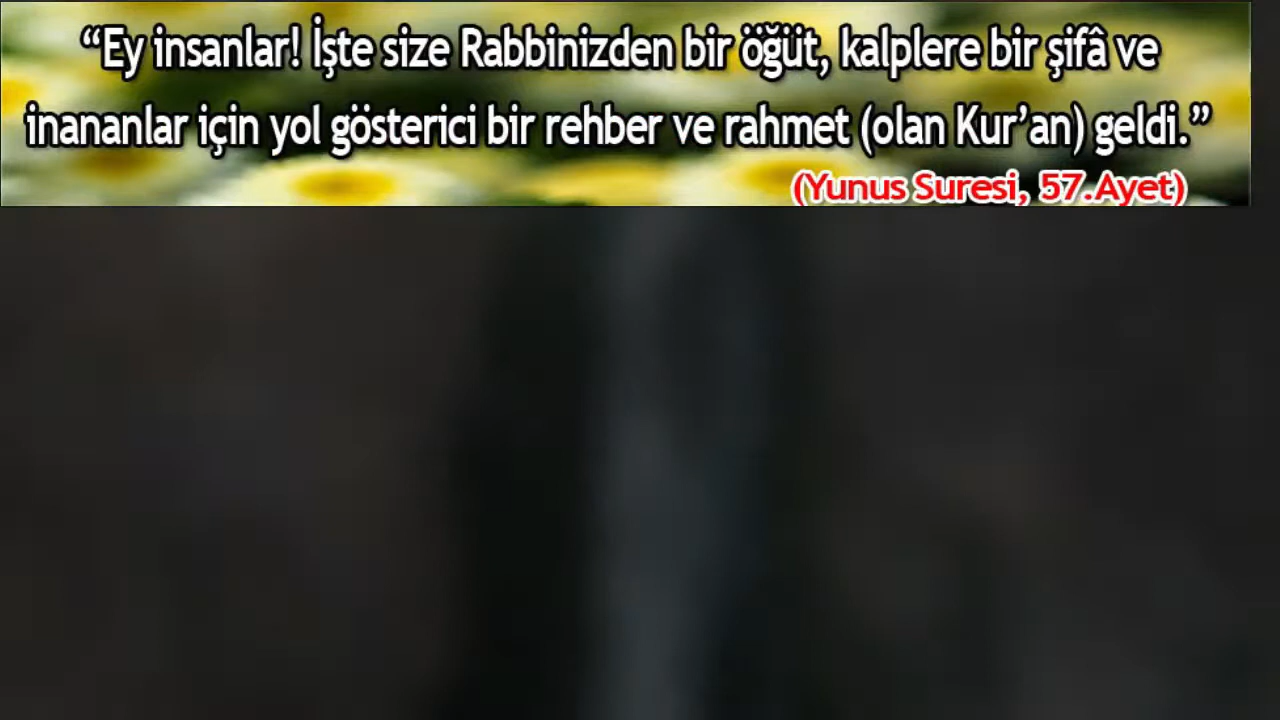 “Ey insanlar! İşte size Rabbinizden bir öğüt, kalplere bir şifâ ve
inananlar için yol gösterici bir rehber ve rahmet (olan Kur’an) geldi.”
(Yunus Suresi, 57.Ayet)